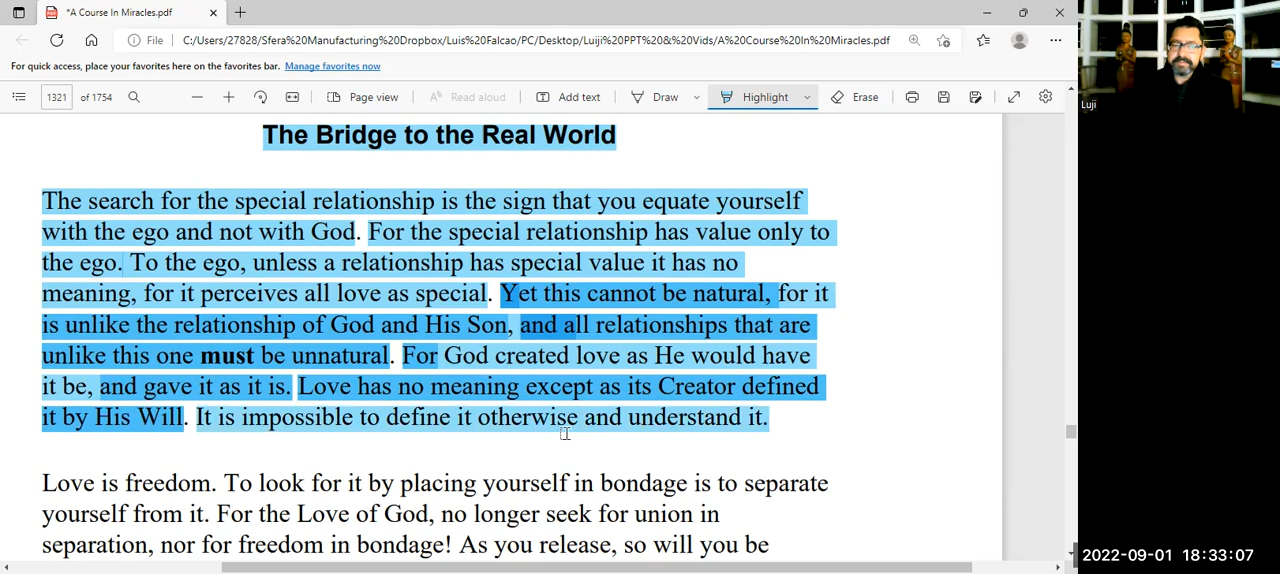 *A Course In Miracles.pdf
File C:/Users/27828/Sfera%20Manufacturing%20Dropbox/Luis%20Falcao/PC/Desktop/Luiji%20PPT%20&%20Vids/A%20Course%20In%20Miracles.pdf
For quick access, place your favorites here on the favorites bar. Manage favorites now
1321 of 1754 Page view Read aloud Add text Draw Highlight Erase
Luji
The Bridge to the Real World
The search for the special relationship is the sign that you equate yourself
with the ego and not with God. For the special relationship has value only to
the ego. To the ego, unless a relationship has special value it has no
meaning, for it perceives all love as special. Yet this cannot be natural, for it
is unlike the relationship of God and His Son, and all relationships that are
unlike this one must be unnatural. For God created love as He would have
it be, and gave it as it is. Love has no meaning except as its Creator defined
it by His Will. It is impossible to define it otherwise and understand it.
Love is freedom. To look for it by placing yourself in bondage is to separate
yourself from it. For the Love of God, no longer seek for union in
separation, nor for freedom in bondage! As you release, so will you be
2022-09-01 18:33:07